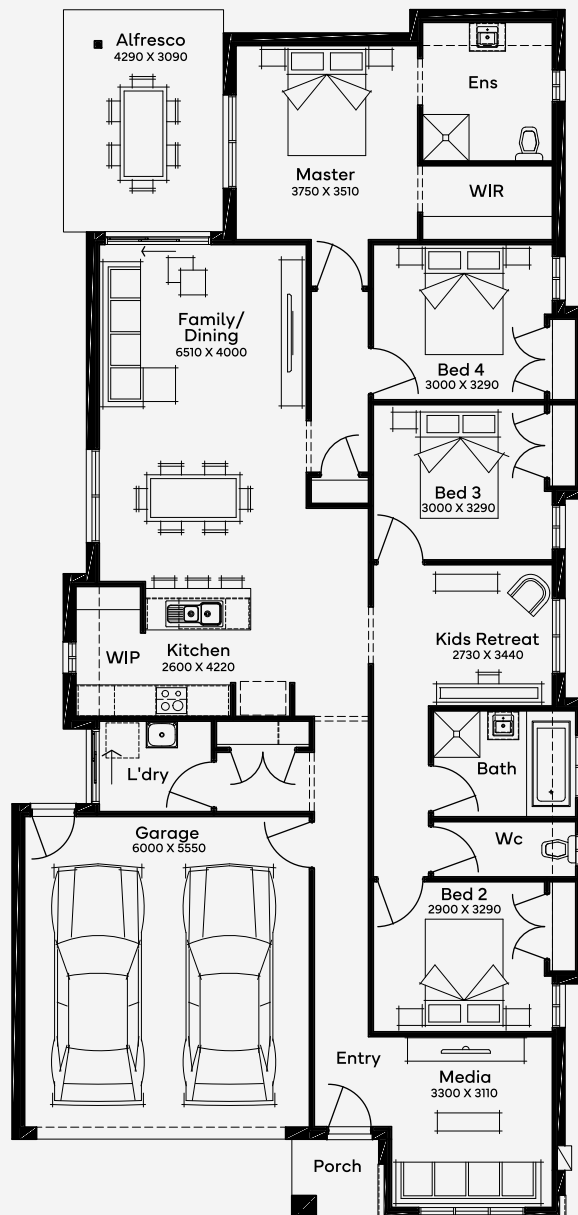 Alfresco
4290 X 3090
Ens
Master
3750 X 3510
WIR
Family/
Dining
6510 X 4000
Bed 4
3000 X 3290
Bed 3
3000 X 3290
Kids Retreat
2730 X 3440
Kitchen
2600 X 4220
WIP
L'dry
Bath
Garage
6000 X 5550
Wc
Bed 2
2900 X 3290
Entry
Media
3300 X 3110
Porch